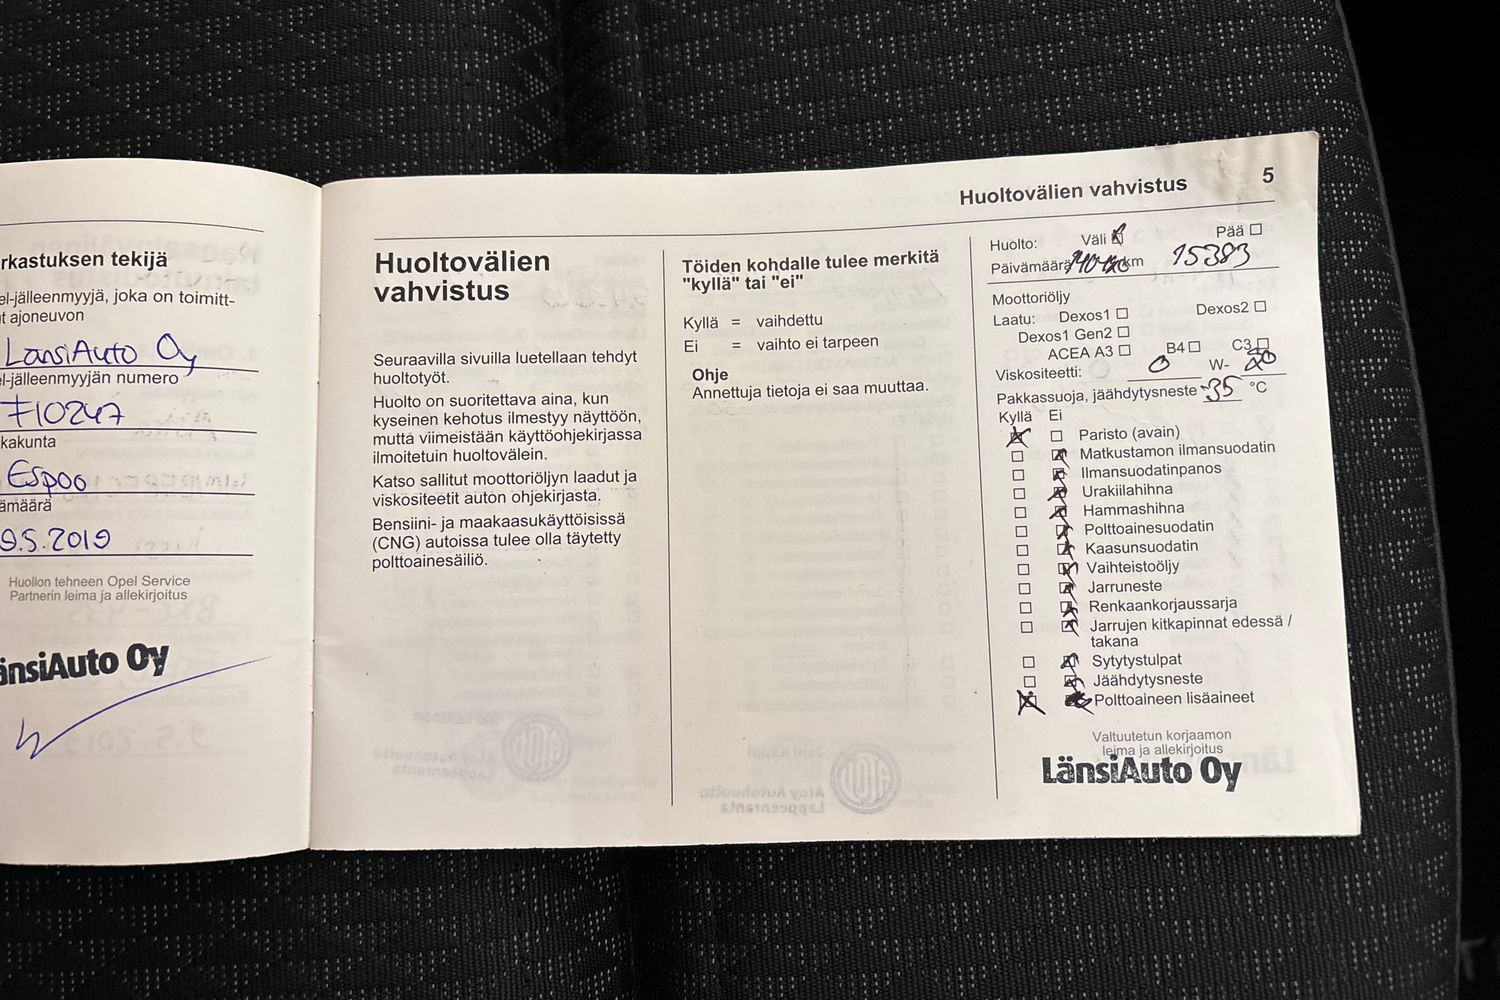 rkastuksen tekijä
el-jälleenmyyjä, joka on toimitt-
t ajoneuvon
LänsiAuto Oy
el-jälleenmyyjän numero
710247
kakunta
Espoo
ämäärä
9.5.2019
Huollon tehneen Opel Service
Partnerin leima ja allekirjoitus
änsiAuto Oy
Huoltovälien vahvistus 5
Huoltovälien
vahvistus
Seuraavilla sivuilla luetellaan tehdyt
huoltotyöt.
Huolto on suoritettava aina, kun
kyseinen kehotus ilmestyy näyttöön,
mutta viimeistään käyttöohjekirjassa
ilmoitetuin huoltovälein.
Katso sallitut moottoriöljyn laadut ja
viskositeetit auton ohjekirjasta.
Bensiini- ja maakaasukäyttöisissä
(CNG) autoissa tulee olla täytetty
polttoainesäiliö.
Töiden kohdalle tulee merkitä
"kyllä" tai "ei"
Kyllä = vaihdettu
Ei = vaihto ei tarpeen
Ohje
Annettuja tietoja ei saa muuttaa.
Huolto: Väli Pää
Päivämäärä km 15383
Moottoriöljy
Laatu: Dexos1 Dexos2
Dexos1 Gen2
ACEA A3 B4 C3
Viskositeetti: 0 W- 20
Pakkassuoja, jäähdytysneste -35 °C
Kyllä Ei
Paristo (avain)
Matkustamon ilmansuodatin
Ilmansuodatinpanos
Urakiilahihna
Hammashihna
Polttoainesuodatin
Kaasunsuodatin
Vaihteistoöljy
Jarruneste
Renkaankorjaussarja
Jarrujen kitkapinnat edessä /
takana
Sytytystulpat
Jäähdytysneste
Polttoaineen lisäaineet
Valtuutetun korjaamon
leima ja allekirjoitus
LänsiAuto Oy